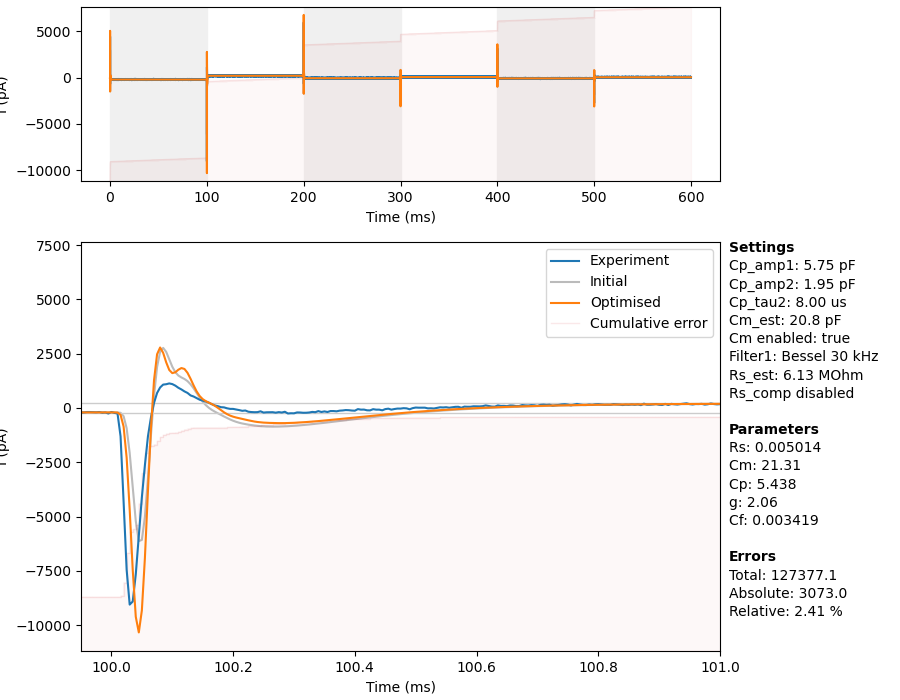 5000
0
−5000
−10000
I (pA)
0 100 200 300 400 500 600
Time (ms)
7500
5000
2500
0
−2500
−5000
−7500
−10000
I (pA)
100.0 100.2 100.4 100.6 100.8 101.0
Time (ms)
Experiment
Initial
Optimised
Cumulative error
Settings
Cp_amp1: 5.75 pF
Cp_amp2: 1.95 pF
Cp_tau2: 8.00 us
Cm_est: 20.8 pF
Cm enabled: true
Filter1: Bessel 30 kHz
Rs_est: 6.13 MOhm
Rs_comp disabled
Parameters
Rs: 0.005014
Cm: 21.31
Cp: 5.438
g: 2.06
Cf: 0.003419
Errors
Total: 127377.1
Absolute: 3073.0
Relative: 2.41 %